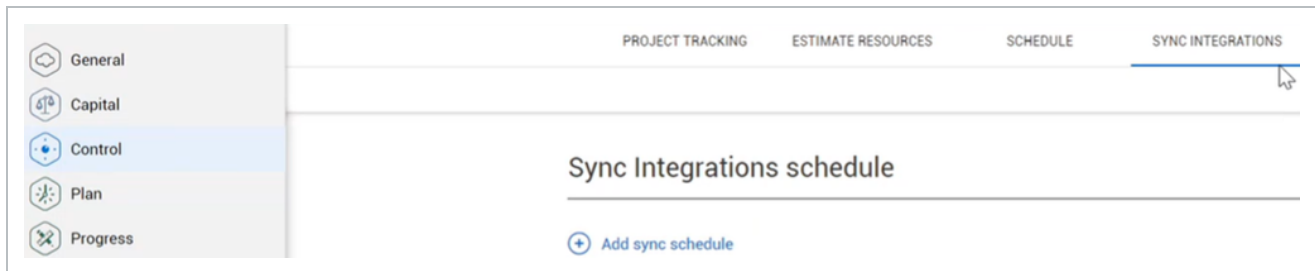 General
Capital
Control
Plan
Progress
PROJECT TRACKING ESTIMATE RESOURCES SCHEDULE SYNC INTEGRATIONS
Sync Integrations schedule
Add sync schedule